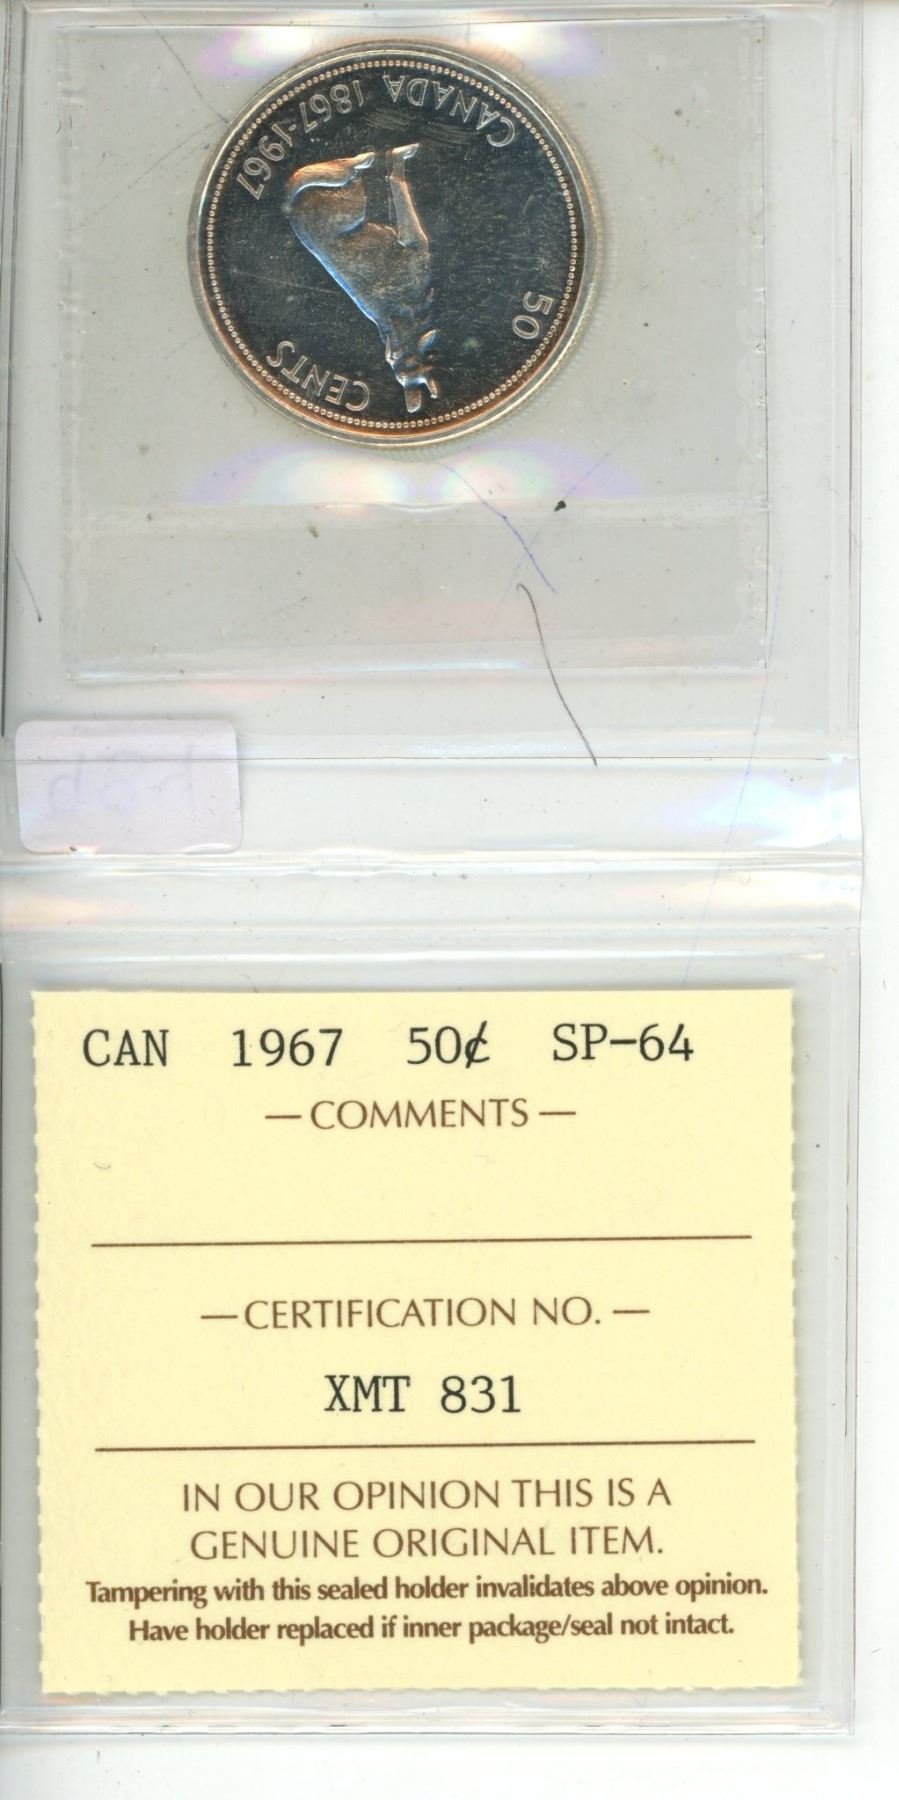 CANADA 1867-1967
50
CENTS
CAN 1967 50¢ SP-64
— COMMENTS —
— CERTIFICATION NO. —
XMT 831
IN OUR OPINION THIS IS A
GENUINE ORIGINAL ITEM.
Tampering with this sealed holder invalidates above opinion.
Have holder replaced if inner package/seal not intact.